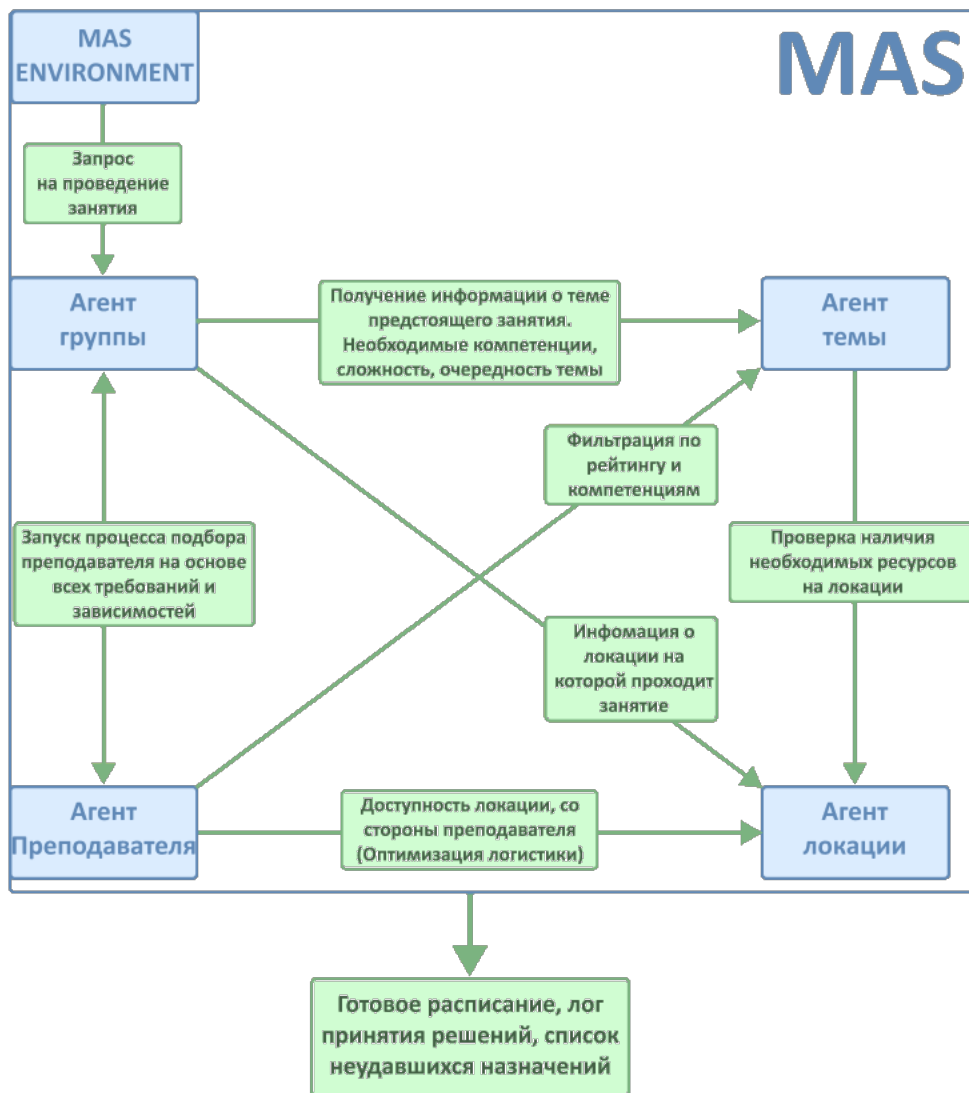 MAS
ENVIRONMENT
MAS
Запрос
на проведение
занятия
Агент
группы
Получение информации о теме
предстоящего занятия.
Необходимые компетенции,
сложность, очередность темы
Агент
темы
Фильтрация по
рейтингу и
компетенциям
Запуск процесса подбора
преподавателя на основе
всех требований и
зависимостей
Проверка наличия
необходимых ресурсов
на локации
Инфомация о
локации на
которой проходит
занятие
Агент
Преподавателя
Доступность локации, со
стороны преподавателя
(Оптимизация логистики)
Агент
локации
Готовое расписание, лог
принятия решений, список
неудавшихся назначений